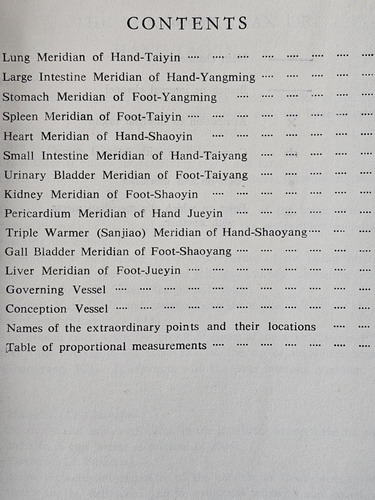 CONTENTS
Lung Meridian of Hand-Taiyin ···· ···· ···· ···· ···· ···· ····
Large Intestine Meridian of Hand-Yangming ···· ···· ···· ···· ····
Stomach Meridian of Foot-Yangming ···· ···· ···· ···· ···· ····
Spleen Meridian of Foot-Taiyin ···· ···· ···· ···· ···· ···· ····
Heart Meridian of Hand-Shaoyin ···· ···· ···· ···· ···· ····
Small Intestine Meridian of Hand-Taiyang ···· ···· ···· ···· ····
Urinary Bladder Meridian of Foot-Taiyang ···· ···· ···· ···· ····
Kidney Meridian of Foot-Shaoyin ···· ···· ···· ···· ···· ····
Pericardium Meridian of Hand Jueyin ···· ···· ···· ···· ···· ····
Triple Warmer (Sanjiao) Meridian of Hand-Shaoyang ···· ···· ···· ····
Gall Bladder Meridian of Foot-Shaoyang ···· ···· ···· ···· ···· ····
Liver Meridian of Foot-Jueyin ···· ···· ···· ···· ···· ···· ····
Governing Vessel ···· ···· ···· ···· ···· ···· ···· ···· ···· ····
Conception Vessel ···· ···· ···· ···· ···· ···· ···· ···· ···· ····
Names of the extraordinary points and their locations ···· ····
Table of proportional measurements ···· ···· ···· ···· ···· ···· ····